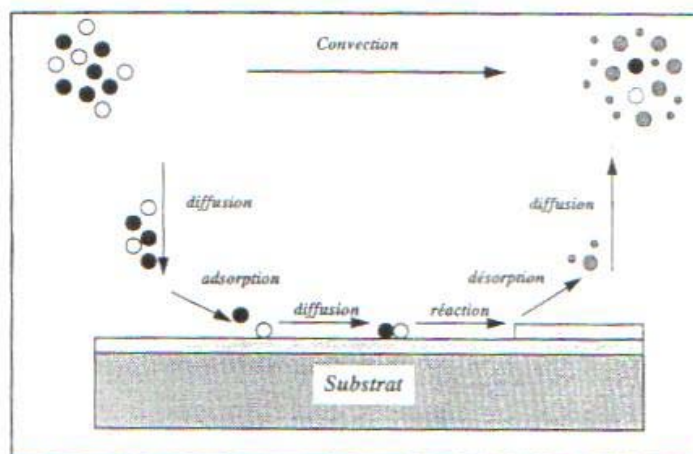 Convection
diffusion
diffusion
adsorption
diffusion
réaction
désorption
Substrat